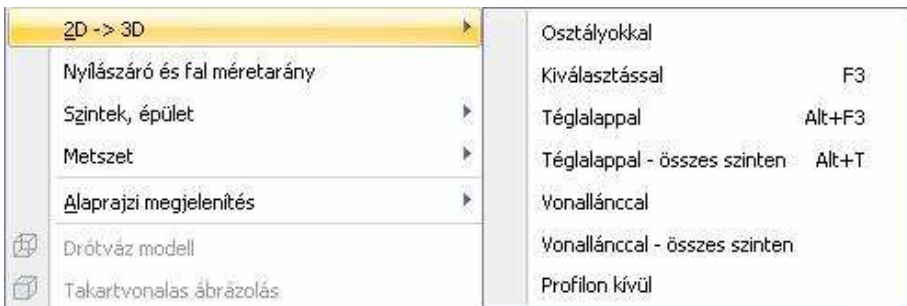 2D -> 3D
Nyílászáró és fal méretarány
Szintek, épület
Metszet
Alaprajzi megjelenítés
Drótváz modell
Takartvonalas ábrázolás
Osztályokkal
Kiválasztással F3
Téglalappal Alt+F3
Téglalappal - összes szinten Alt+T
Vonallánccal
Vonallánccal - összes szinten
Profilon kívül